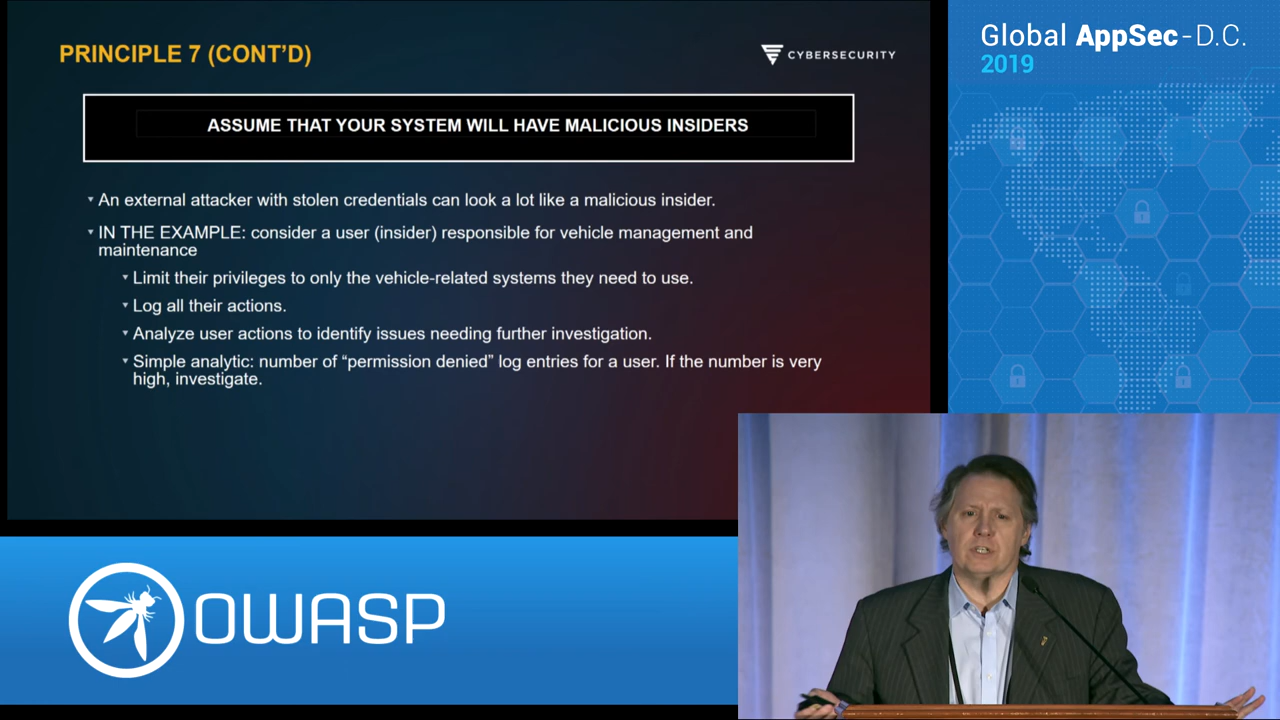 PRINCIPLE 7 (CONT'D)
CYBERSECURITY
ASSUME THAT YOUR SYSTEM WILL HAVE MALICIOUS INSIDERS
An external attacker with stolen credentials can look a lot like a malicious insider.
IN THE EXAMPLE: consider a user (insider) responsible for vehicle management and
maintenance
Limit their privileges to only the vehicle-related systems they need to use.
Log all their actions.
Analyze user actions to identify issues needing further investigation.
Simple analytic: number of “permission denied” log entries for a user. If the number is very
high, investigate.
Global AppSec - D.C.
2019
OWASP